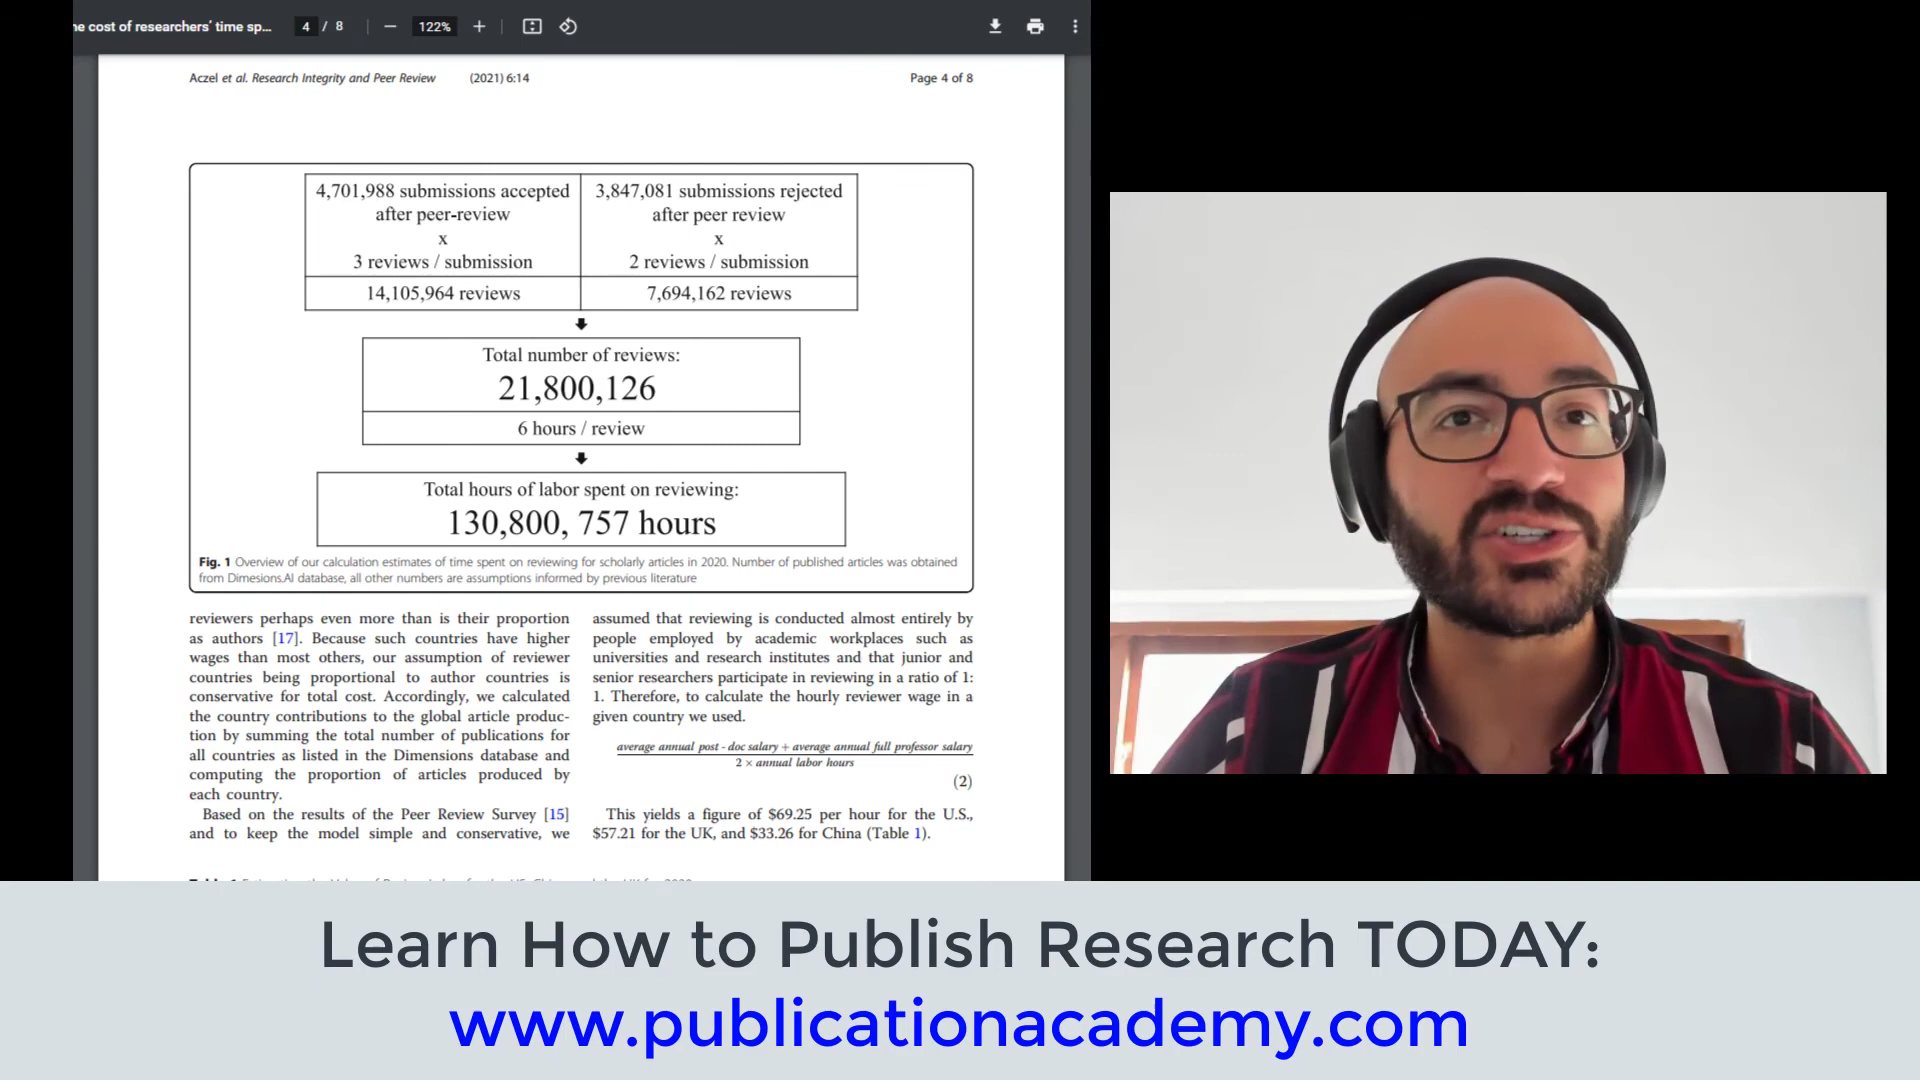 ne cost of researchers' time sp... 4 / 8 122%
Aczel et al. Research Integrity and Peer Review (2021) 6:14 Page 4 of 8
4,701,988 submissions accepted
after peer-review
x
3 reviews / submission
14,105,964 reviews
3,847,081 submissions rejected
after peer review
x
2 reviews / submission
7,694,162 reviews
Total number of reviews:
21,800,126
6 hours / review
Total hours of labor spent on reviewing:
130,800, 757 hours
Fig. 1 Overview of our calculation estimates of time spent on reviewing for scholarly articles in 2020. Number of published articles was obtained
from Dimesions.AI database, all other numbers are assumptions informed by previous literature
reviewers perhaps even more than is their proportion
as authors [17]. Because such countries have higher
wages than most others, our assumption of reviewer
countries being proportional to author countries is
conservative for total cost. Accordingly, we calculated
the country contributions to the global article produc-
tion by summing the total number of publications for
all countries as listed in the Dimensions database and
computing the proportion of articles produced by
each country.
Based on the results of the Peer Review Survey [15]
and to keep the model simple and conservative, we
assumed that reviewing is conducted almost entirely by
people employed by academic workplaces such as
universities and research institutes and that junior and
senior researchers participate in reviewing in a ratio of 1:
1. Therefore, to calculate the hourly reviewer wage in a
given country we used.
average annual post - doc salary + average annual full professor salary
2 × annual labor hours
(2)
This yields a figure of $69.25 per hour for the U.S.,
$57.21 for the UK, and $33.26 for China (Table 1).
Learn How to Publish Research TODAY:
www.publicationacademy.com